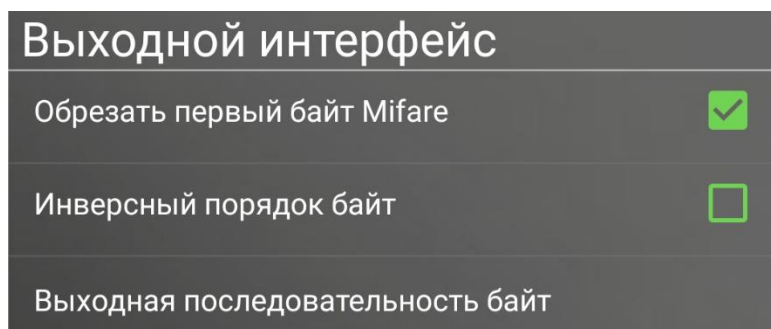 Выходной интерфейс
Обрезать первый байт Mifare
Инверсный порядок байт
Выходная последовательность байт